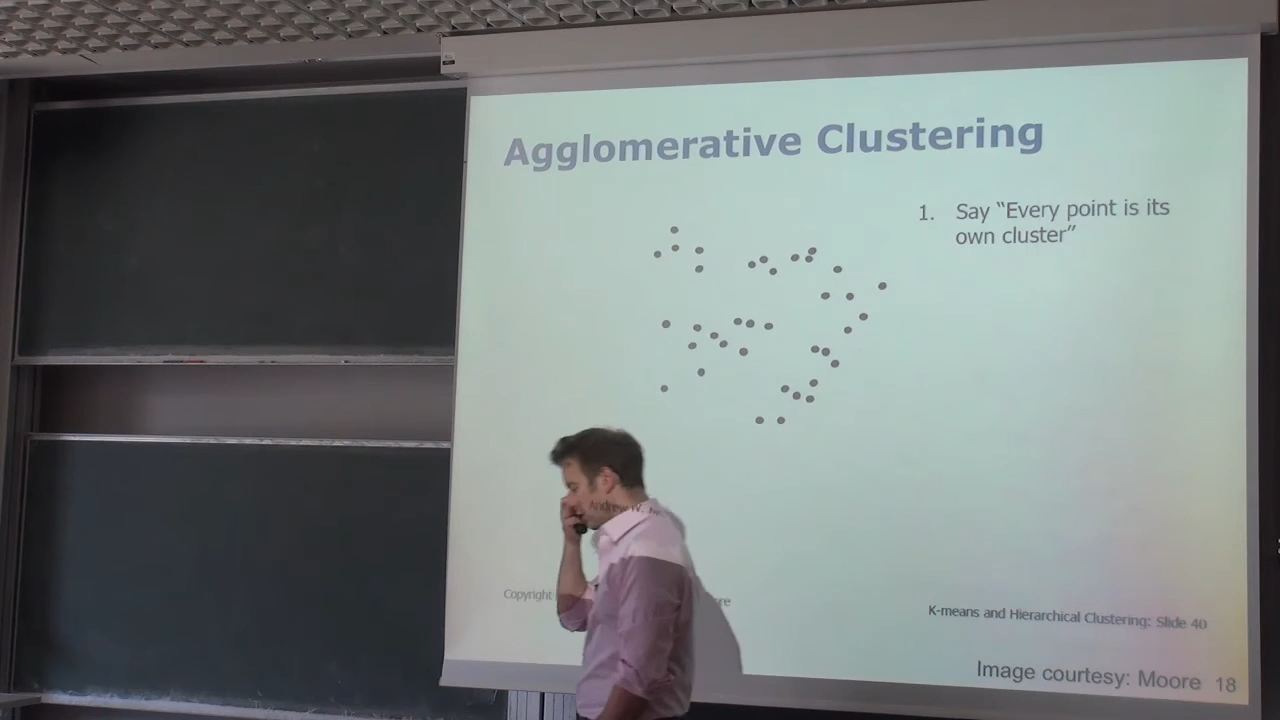 Agglomerative Clustering
1. Say “Every point is its
own cluster”
Andrew W.
Copyright
K-means and Hierarchical Clustering: Slide 40
Image courtesy: Moore 18